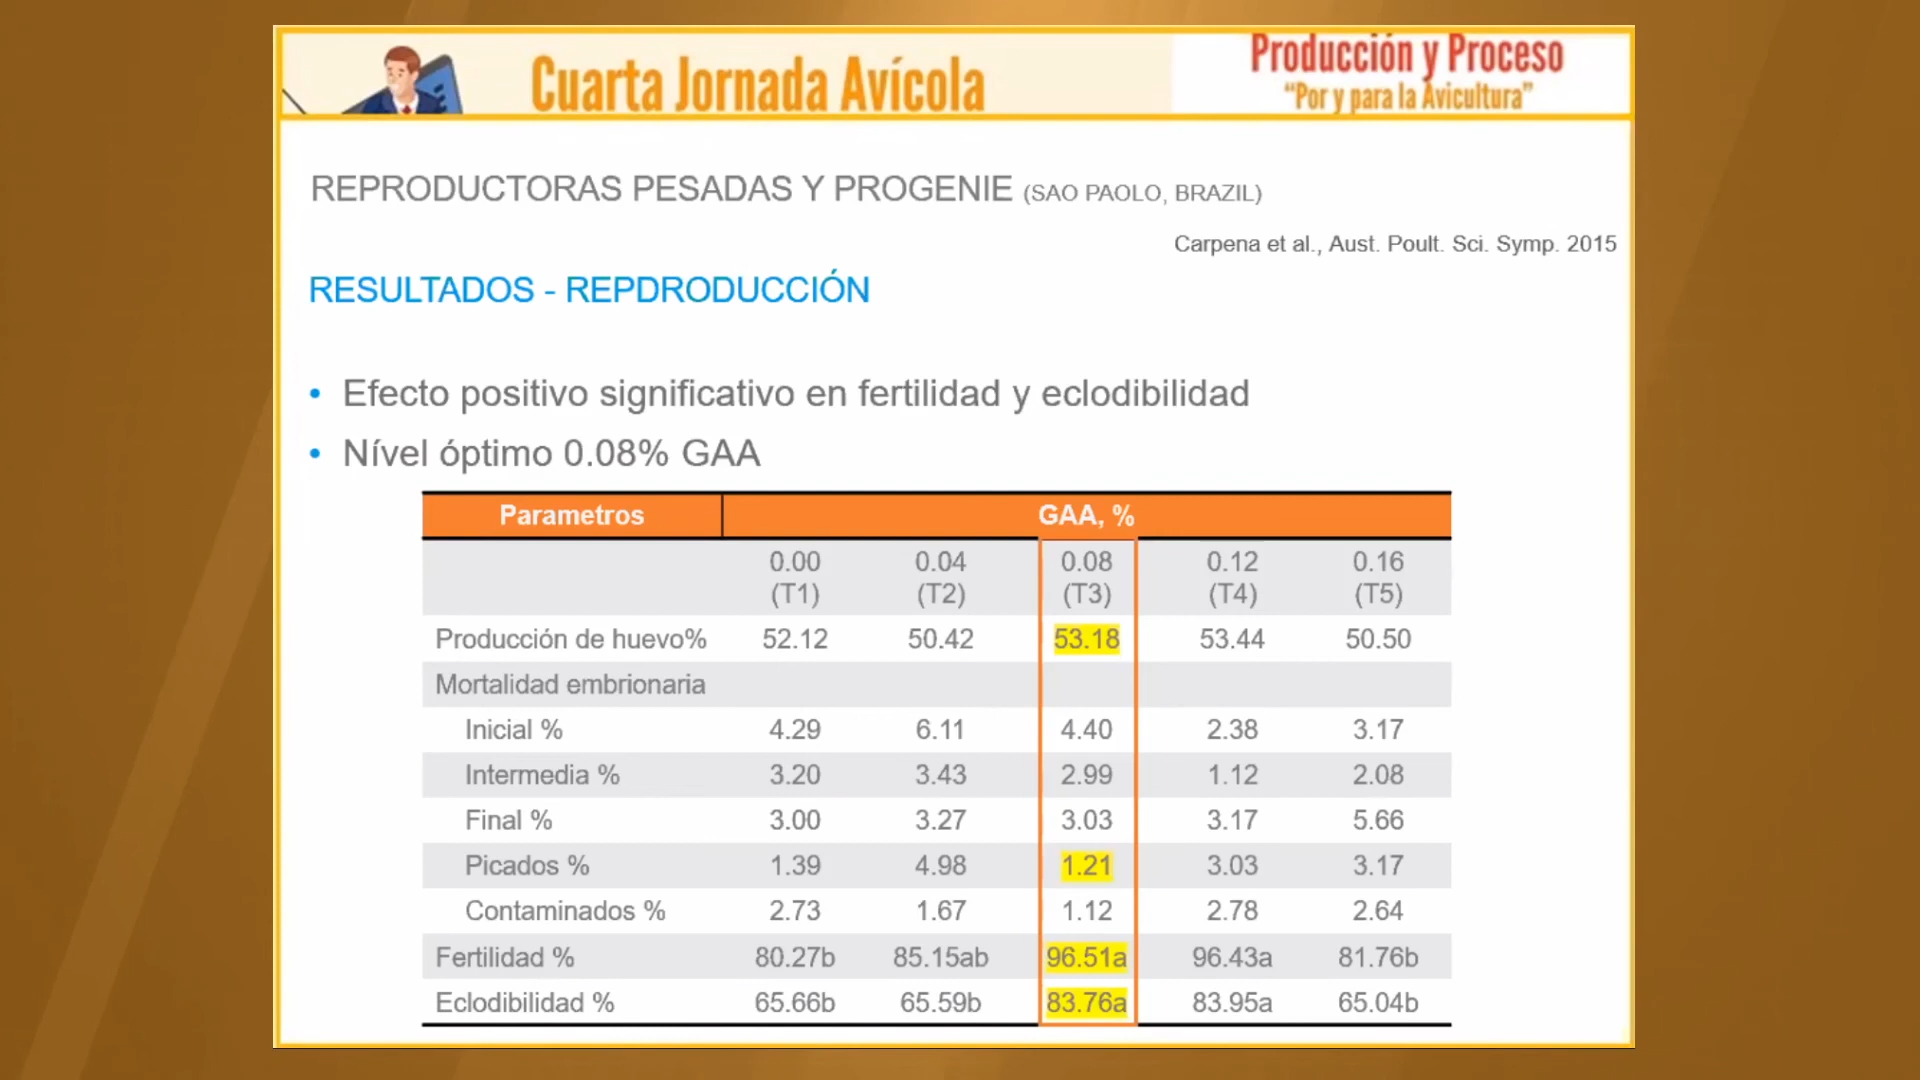 Cuarta Jornada Avícola
Producción y Proceso
“Por y para la Avicultura”
REPRODUCTORAS PESADAS Y PROGENIE (SAO PAOLO, BRAZIL)
Carpena et al., Aust. Poult. Sci. Symp. 2015
RESULTADOS - REPDRODUCCIÓN
• Efecto positivo significativo en fertilidad y eclodibilidad
• Nível óptimo 0.08% GAA
Parametros GAA, %
0.00 0.04 0.08 0.12 0.16
(T1) (T2) (T3) (T4) (T5)
Producción de huevo% 52.12 50.42 53.18 53.44 50.50
Mortalidad embrionaria
Inicial % 4.29 6.11 4.40 2.38 3.17
Intermedia % 3.20 3.43 2.99 1.12 2.08
Final % 3.00 3.27 3.03 3.17 5.66
Picados % 1.39 4.98 1.21 3.03 3.17
Contaminados % 2.73 1.67 1.12 2.78 2.64
Fertilidad % 80.27b 85.15ab 96.51a 96.43a 81.76b
Eclodibilidad % 65.66b 65.59b 83.76a 83.95a 65.04b